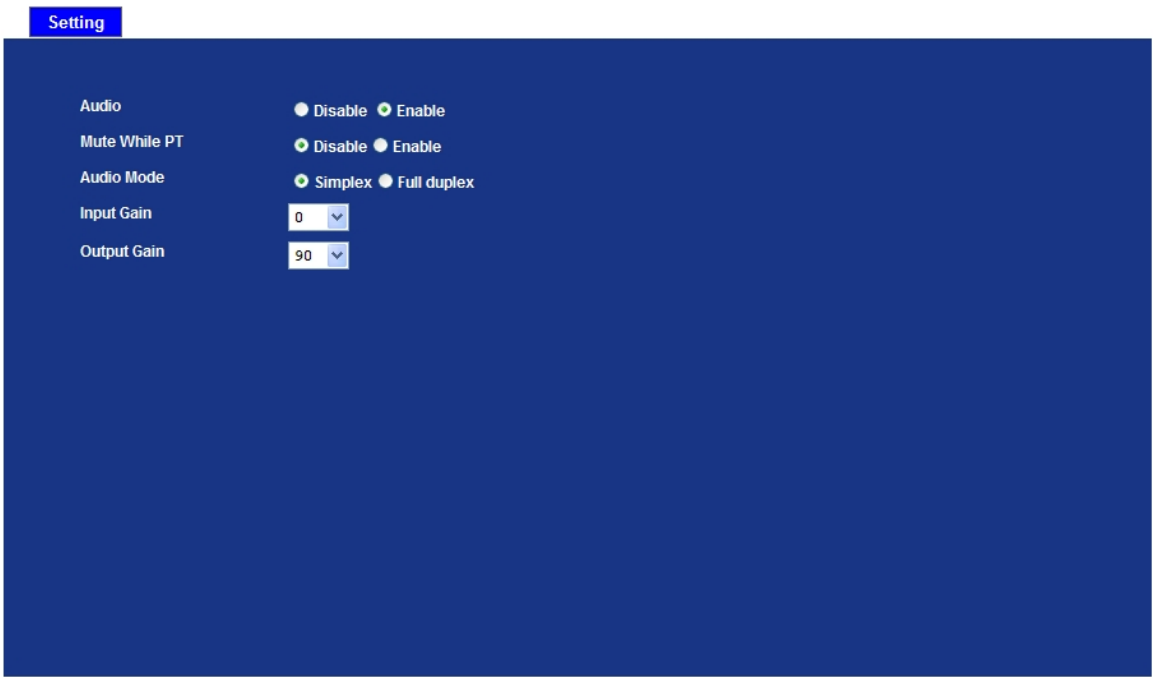 Setting
Audio Disable Enable
Mute While PT Disable Enable
Audio Mode Simplex Full duplex
Input Gain 0
Output Gain 90